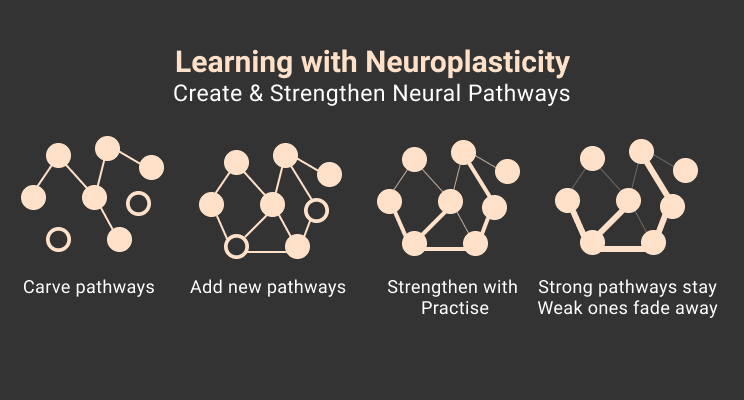 Learning with Neuroplasticity
Create & Strengthen Neural Pathways
Carve pathways
Add new pathways
Strengthen with
Practise
Strong pathways stay
Weak ones fade away